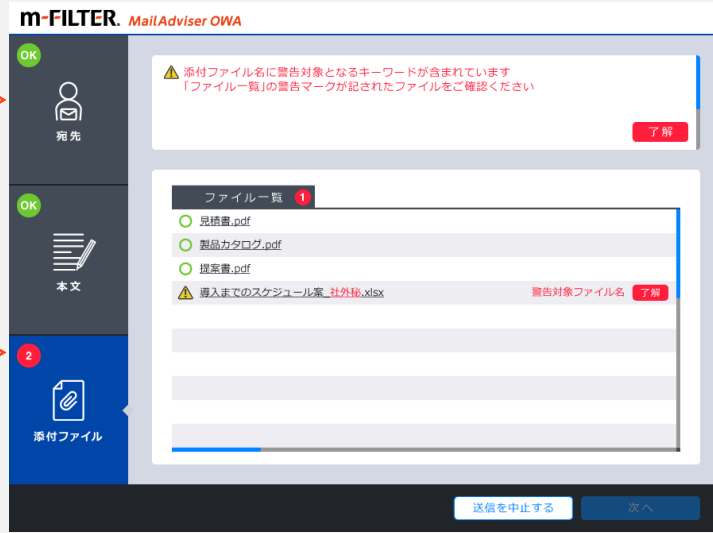 m-FILTER. MailAdviser OWA
OK
宛先
OK
本文
2
添付ファイル
添付ファイル名に警告対象となるキーワードが含まれています
「ファイル一覧」の警告マークが記されたファイルをご確認ください
了解
ファイル一覧 1
見積書.pdf
製品カタログ.pdf
提案書.pdf
導入までのスケジュール案_社外秘.xlsx 警告対象ファイル名 了解
送信を中止する 次へ